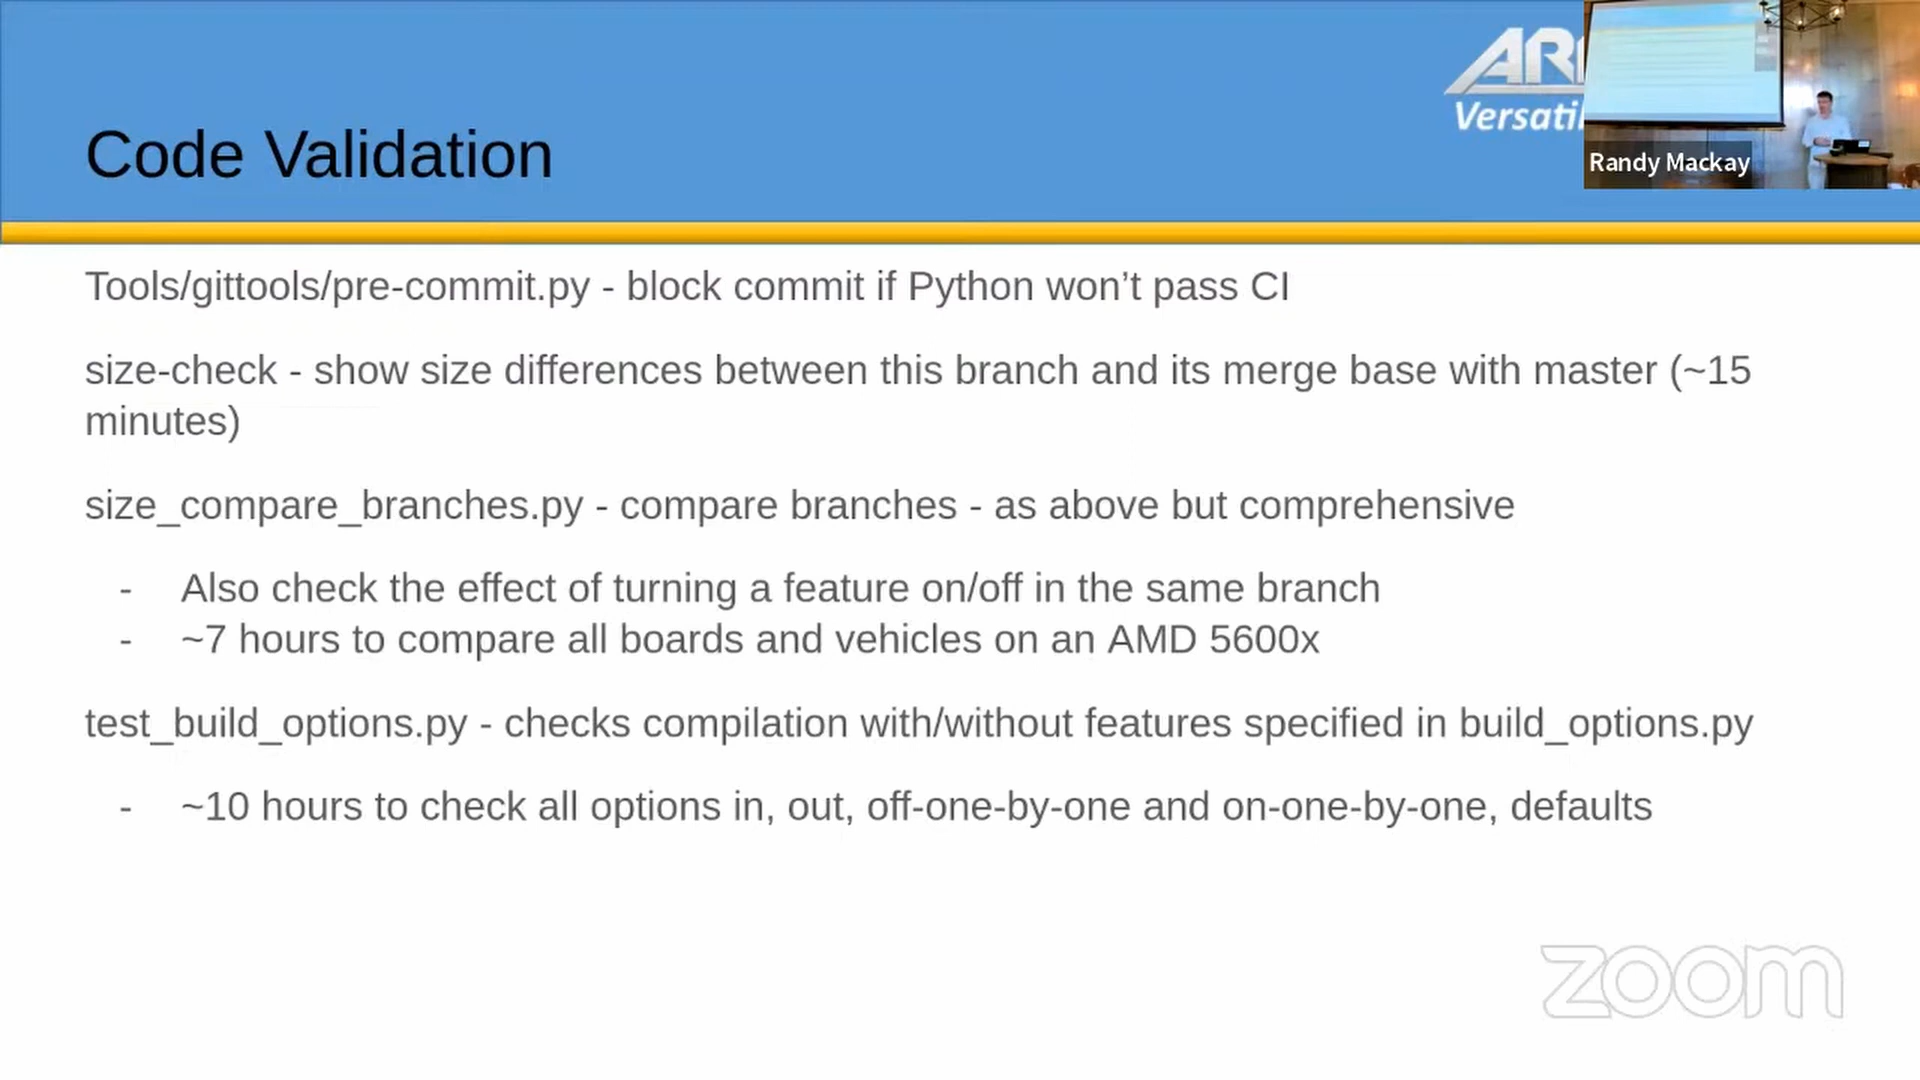 Versatil
Randy Mackay
Code Validation
Tools/gittools/pre-commit.py - block commit if Python won’t pass CI
size-check - show size differences between this branch and its merge base with master (~15
minutes)
size_compare_branches.py - compare branches - as above but comprehensive
- Also check the effect of turning a feature on/off in the same branch
- ~7 hours to compare all boards and vehicles on an AMD 5600x
test_build_options.py - checks compilation with/without features specified in build_options.py
- ~10 hours to check all options in, out, off-one-by-one and on-one-by-one, defaults
zoom